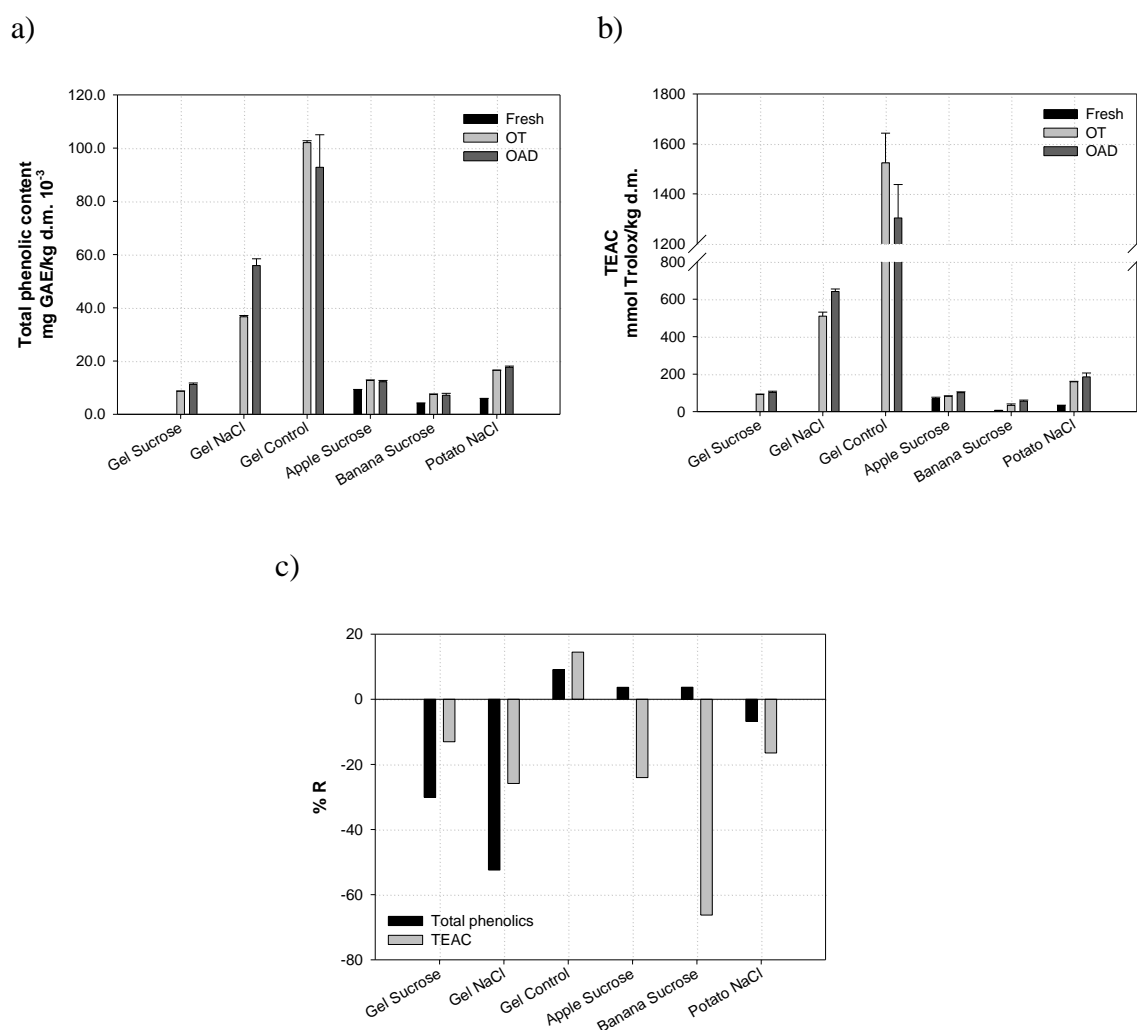 a)
Total phenolic content
mg GAE/kg d.m. 10-3
120.0
100.0
80.0
60.0
40.0
20.0
0.0
Fresh
OT
OAD
Gel Sucrose
Gel NaCl
Gel Control
Apple Sucrose
Banana Sucrose
Potato NaCl
b)
TEAC
mmol Trolox/kg d.m.
1800
1600
1400
1200
800
600
400
200
0
Fresh
OT
OAD
Gel Sucrose
Gel NaCl
Gel Control
Apple Sucrose
Banana Sucrose
Potato NaCl
c)
% R
20
0
-20
-40
-60
-80
Total phenolics
TEAC
Gel Sucrose
Gel NaCl
Gel Control
Apple Sucrose
Banana Sucrose
Potato NaCl